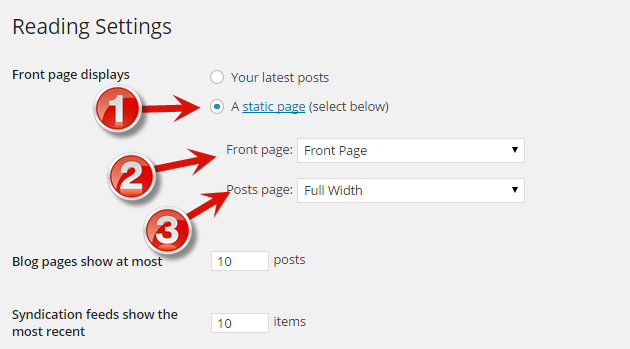 Reading Settings
Front page displays
Your latest posts
1
A static page (select below)
Front page: Front Page
2
Posts page: Full Width
3
Blog pages show at most 10 posts
Syndication feeds show the
most recent
10 items